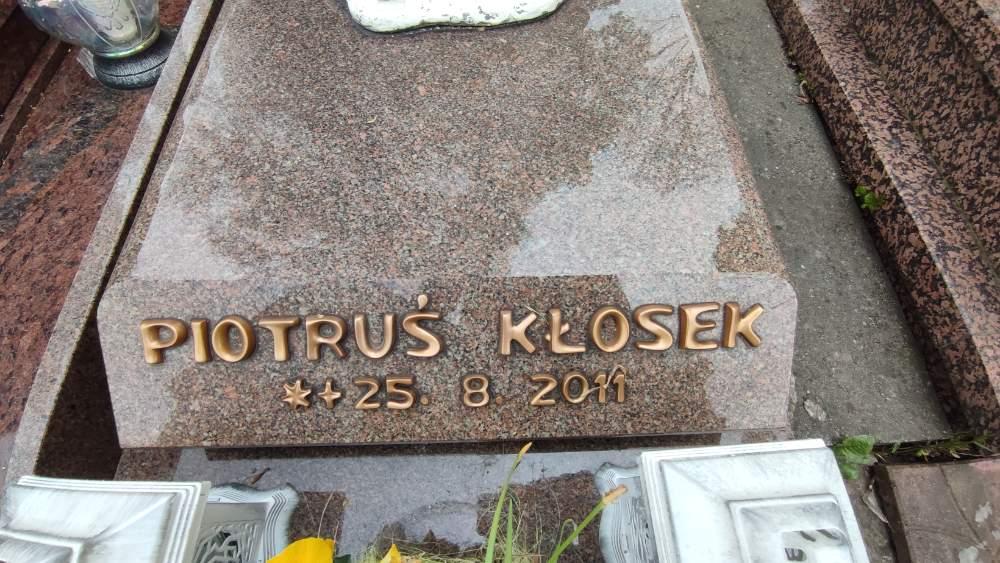 PIOTRUŚ KŁOSEK
*+25. 8. 2011